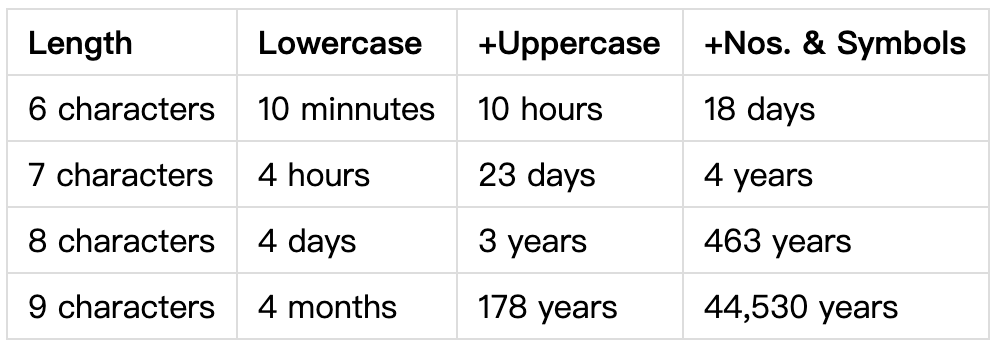 Length Lowercase +Uppercase +Nos. & Symbols
6 characters 10 minnutes 10 hours 18 days
7 characters 4 hours 23 days 4 years
8 characters 4 days 3 years 463 years
9 characters 4 months 178 years 44,530 years